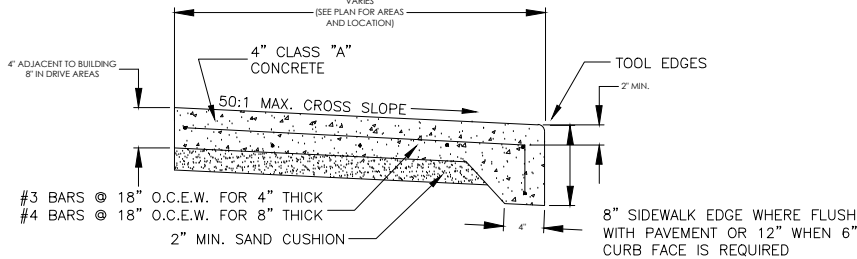 VARIES
(SEE PLAN FOR AREAS
AND LOCATION)
4" CLASS "A"
CONCRETE
4" ADJACENT TO BUILDING
8" IN DRIVE AREAS
TOOL EDGES
2" MIN.
50:1 MAX. CROSS SLOPE
#3 BARS @ 18" O.C.E.W. FOR 4" THICK
#4 BARS @ 18" O.C.E.W. FOR 8" THICK
2" MIN. SAND CUSHION
4"
8" SIDEWALK EDGE WHERE FLUSH
WITH PAVEMENT OR 12" WHEN 6"
CURB FACE IS REQUIRED